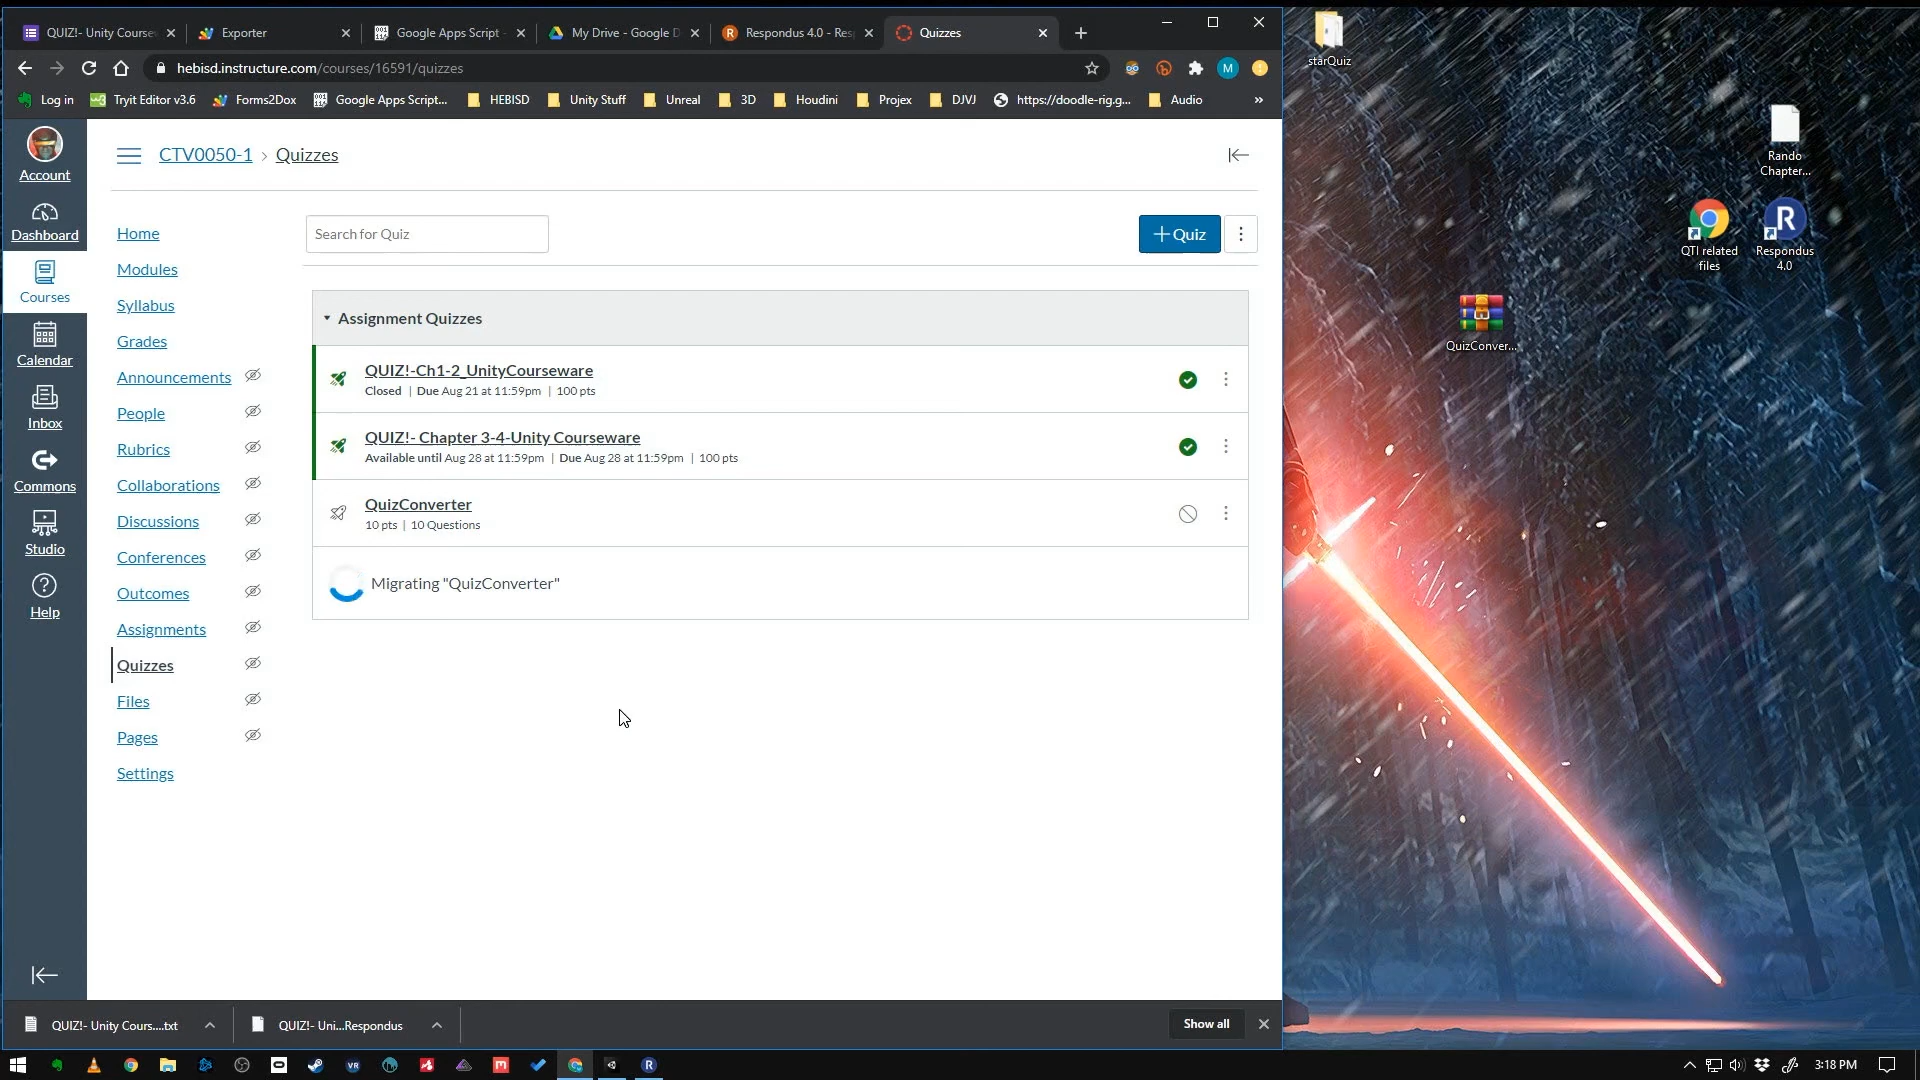 QUIZ!- Unity Course
Exporter
Google Apps Script -
My Drive - Google D
Respondus 4.0 - Res
Quizzes
hebisd.instructure.com/courses/16591/quizzes
M
Log in
Tryit Editor v3.6
Forms2Dox
Google Apps Script...
HEBISD
Unity Stuff
Unreal
3D
Houdini
Projex
DJVJ
https://doodle-rig.g...
Audio
»
Account
Dashboard
Courses
Calendar
Inbox
Commons
Studio
Help
CTV0050-1 › Quizzes
Home
Modules
Syllabus
Grades
Announcements
People
Rubrics
Collaborations
Discussions
Conferences
Outcomes
Assignments
Quizzes
Files
Pages
Settings
Search for Quiz
+ Quiz
Assignment Quizzes
QUIZ!-Ch1-2_UnityCourseware
Closed | Due Aug 21 at 11:59pm | 100 pts
QUIZ!- Chapter 3-4-Unity Courseware
Available until Aug 28 at 11:59pm | Due Aug 28 at 11:59pm | 100 pts
QuizConverter
10 pts | 10 Questions
Migrating "QuizConverter"
QUIZ!- Unity Cours....txt
QUIZ!- Uni...Respondus
Show all
starQuiz
Rando
Chapter...
QTI related
files
Respondus
4.0
QuizConver...
3:18 PM